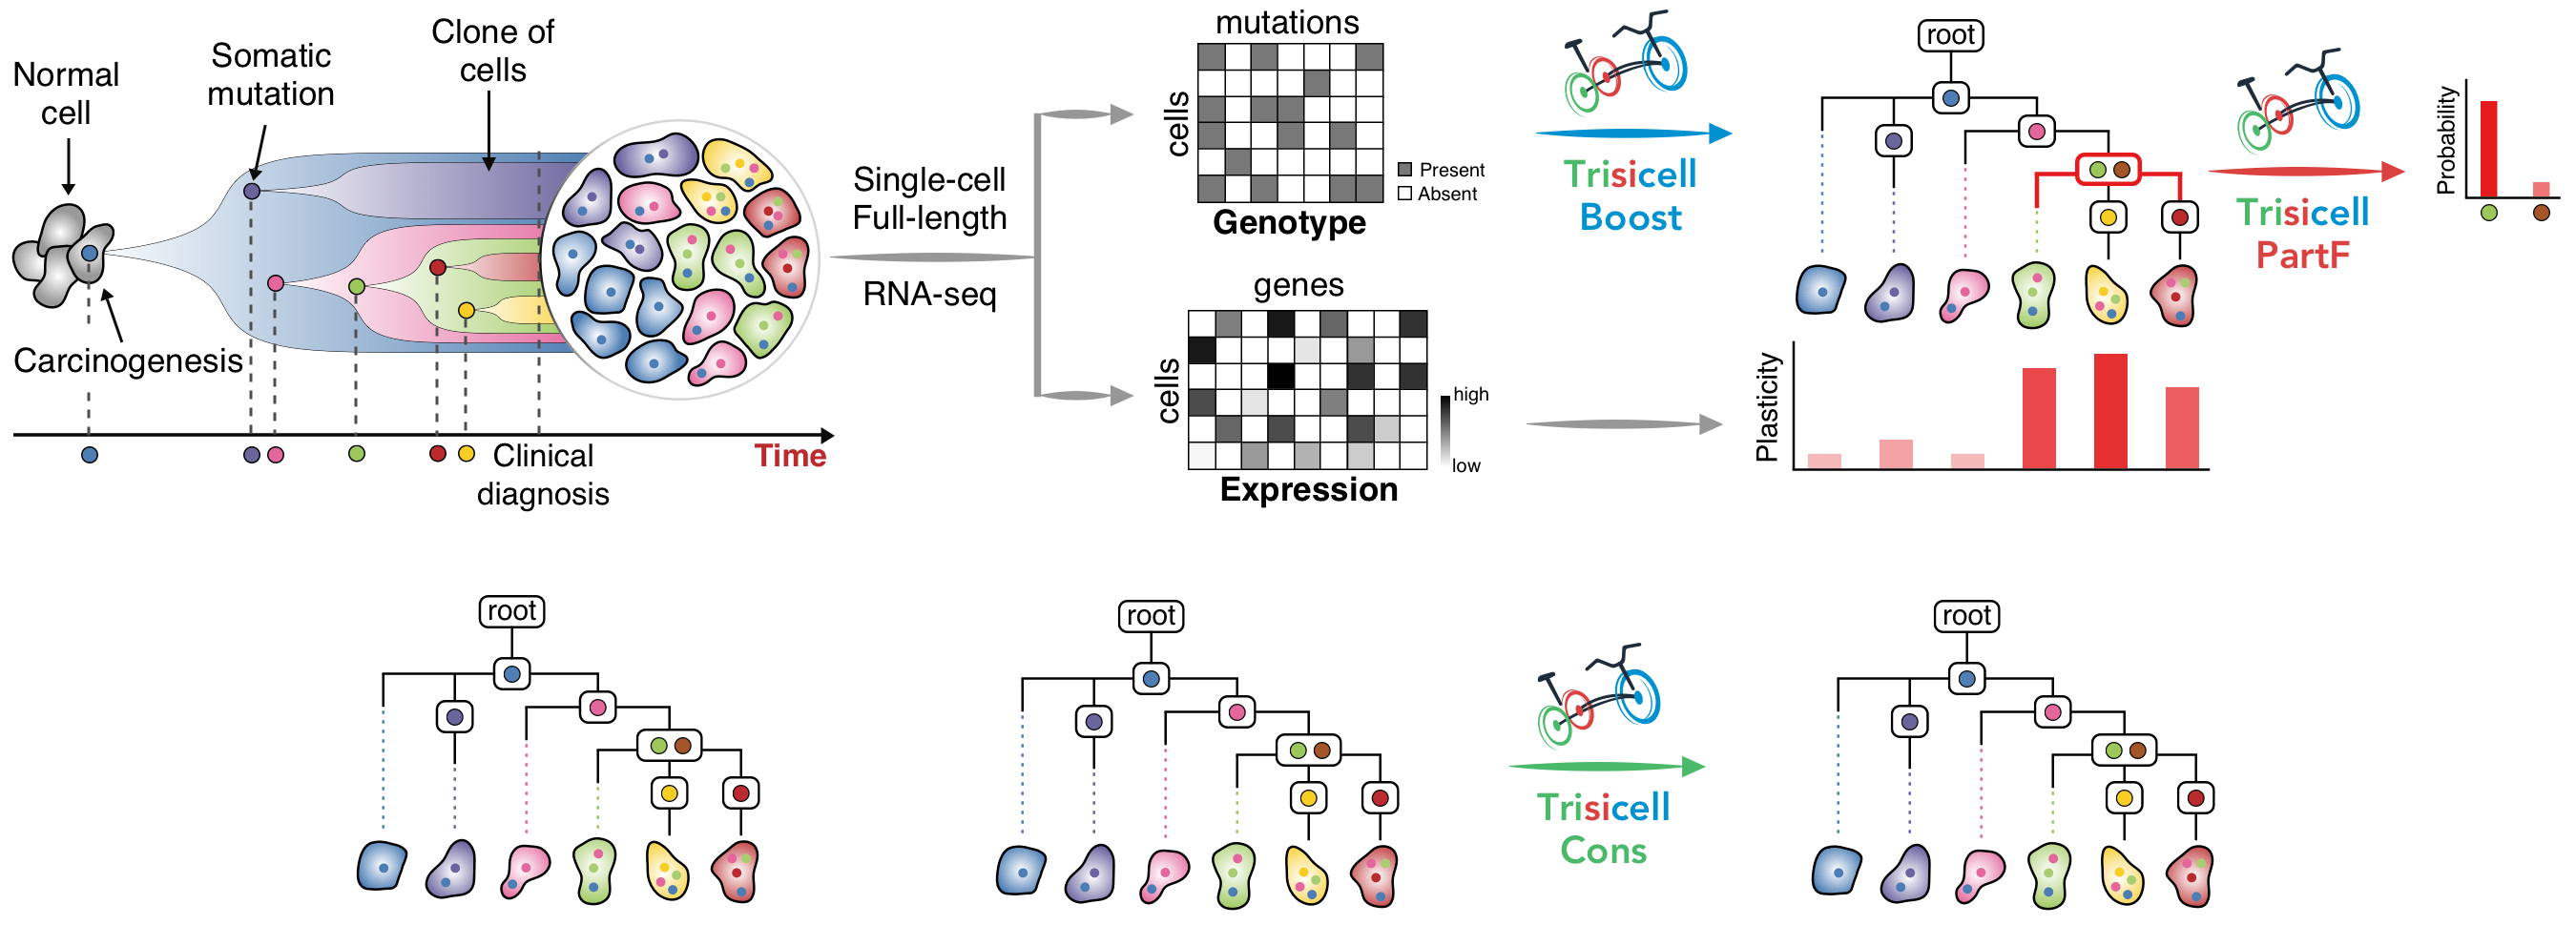 Normal
cell
Somatic
mutation
Clone of
cells
Carcinogenesis
Clinical
diagnosis
Time
Single-cell
Full-length
RNA-seq
mutations
cells
Present
Absent
Genotype
genes
cells
high
low
Expression
Trisicell
Boost
root
Trisicell
PartF
Probability
Plasticity
root
root
Trisicell
Cons
root